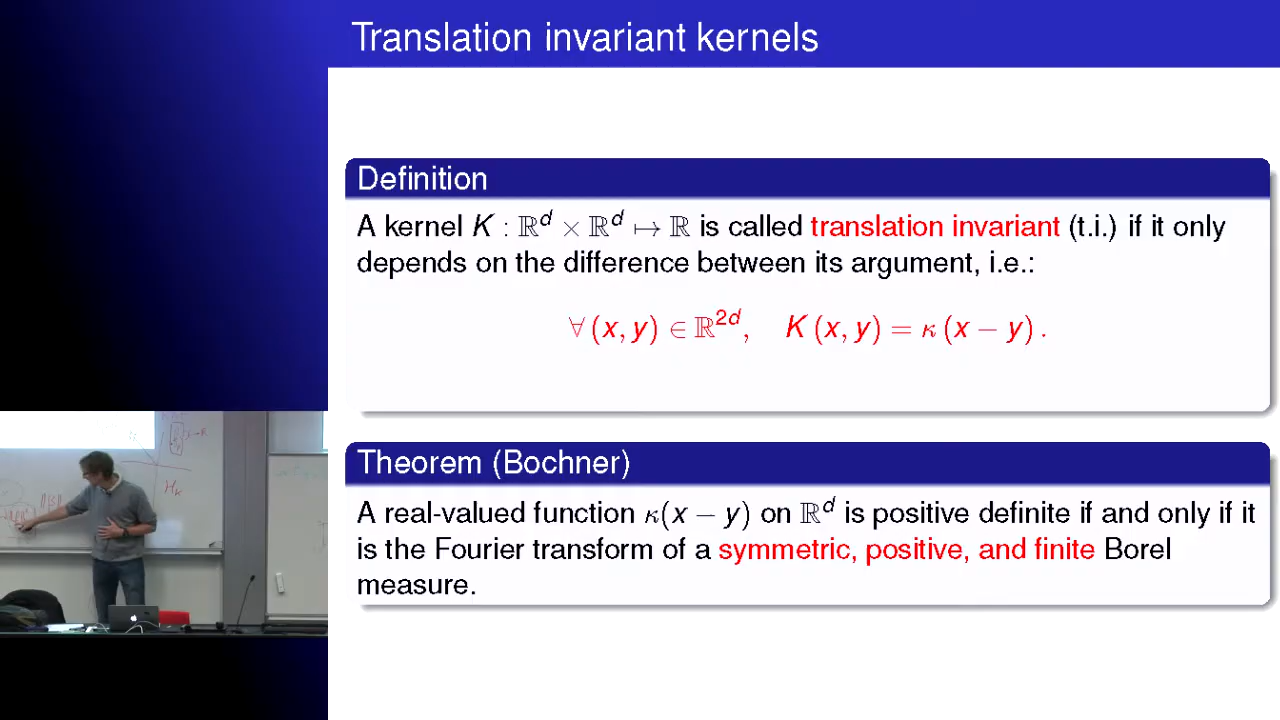 Translation invariant kernels
Definition
A kernel K : ℝ^d × ℝ^d ↦ ℝ is called translation invariant (t.i.) if it only
depends on the difference between its argument, i.e.:
∀ (x, y) ∈ ℝ^{2d}, K (x, y) = κ (x − y) .
Theorem (Bochner)
A real-valued function κ(x − y) on ℝ^d is positive definite if and only if it
is the Fourier transform of a symmetric, positive, and finite Borel
measure.
H_K